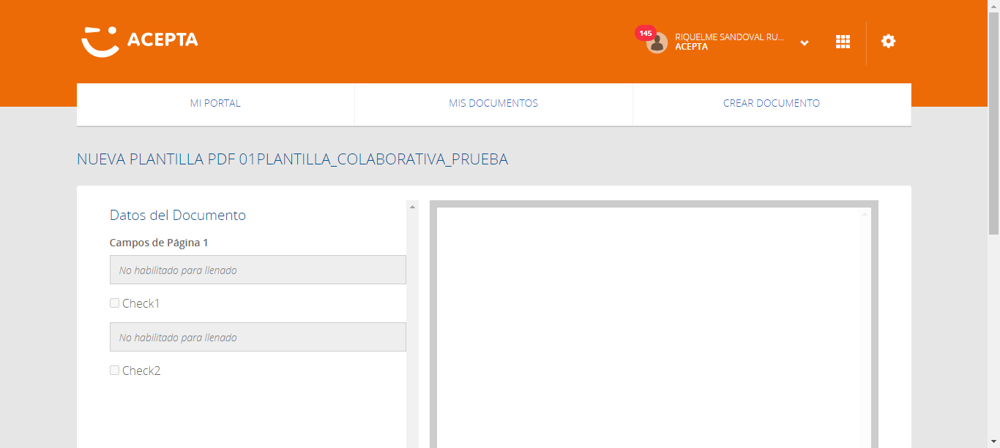 ACEPTA
145
RIQUELME SANDOVAL RU...
ACEPTA
MI PORTAL
MIS DOCUMENTOS
CREAR DOCUMENTO
NUEVA PLANTILLA PDF 01PLANTILLA_COLABORATIVA_PRUEBA
Datos del Documento
Campos de Página 1
No habilitado para llenado
Check1
No habilitado para llenado
Check2